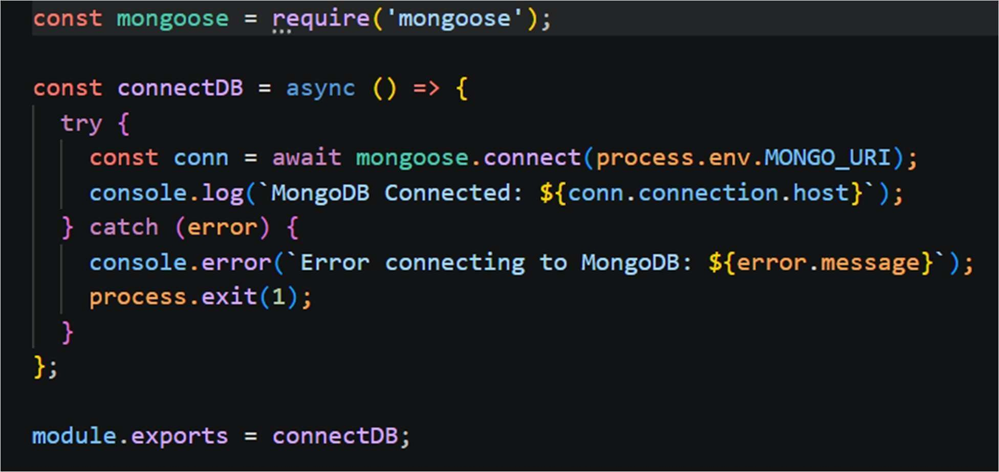 const mongoose = require('mongoose');
const connectDB = async () => {
try {
const conn = await mongoose.connect(process.env.MONGO_URI);
console.log(`MongoDB Connected: ${conn.connection.host}`);
} catch (error) {
console.error(`Error connecting to MongoDB: ${error.message}`);
process.exit(1);
}
};
module.exports = connectDB;